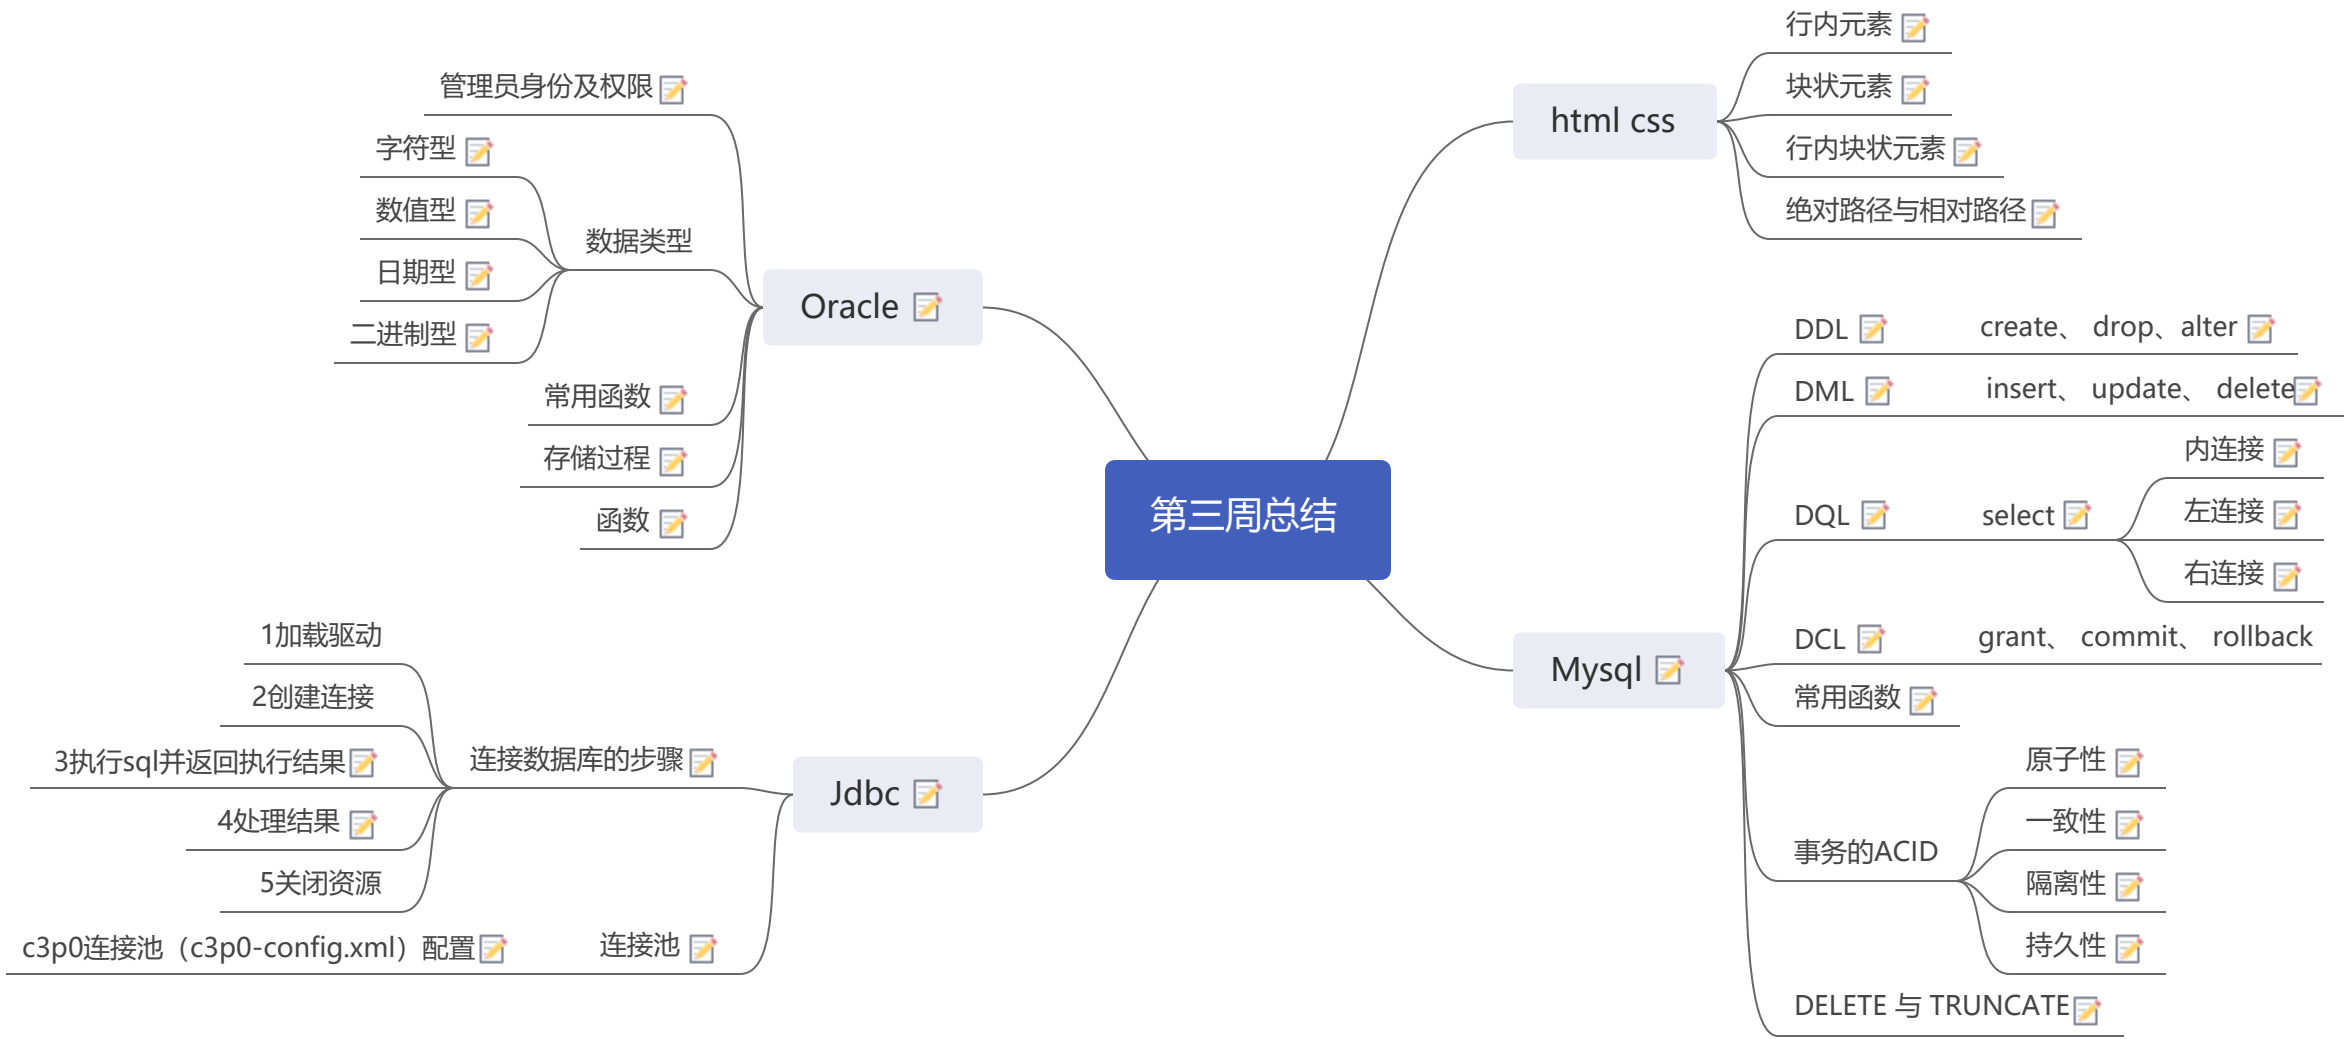 第三周总结
html css
行内元素
块状元素
行内块状元素
绝对路径与相对路径
Mysql
DDL
create、 drop、alter
DML
insert、 update、 delete
DQL
select
内连接
左连接
右连接
DCL
grant、 commit、 rollback
常用函数
事务的ACID
原子性
一致性
隔离性
持久性
DELETE 与 TRUNCATE
Oracle
管理员身份及权限
数据类型
字符型
数值型
日期型
二进制型
常用函数
存储过程
函数
Jdbc
连接数据库的步骤
1加载驱动
2创建连接
3执行sql并返回执行结果
4处理结果
5关闭资源
连接池
c3p0连接池（c3p0-config.xml）配置